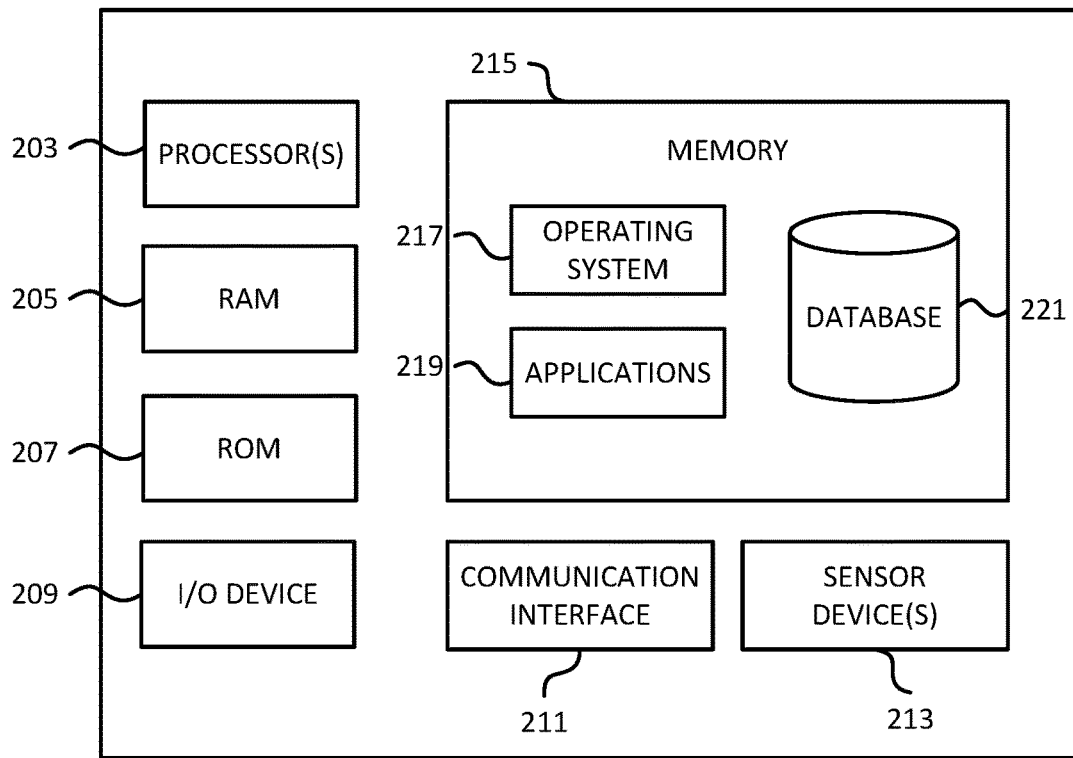 215
203
PROCESSOR(S)
MEMORY
217
OPERATING
SYSTEM
205
RAM
DATABASE
221
219
APPLICATIONS
207
ROM
209
I/O DEVICE
COMMUNICATION
INTERFACE
SENSOR
DEVICE(S)
211
213